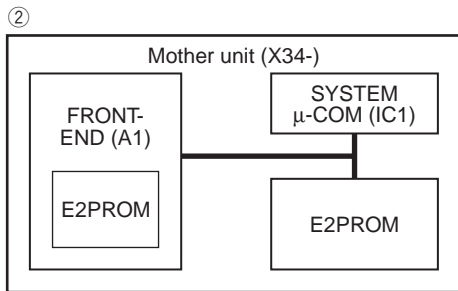 ②
Mother unit (X34-)
FRONT-
END (A1)
E2PROM
SYSTEM
μ-COM (IC1)
E2PROM